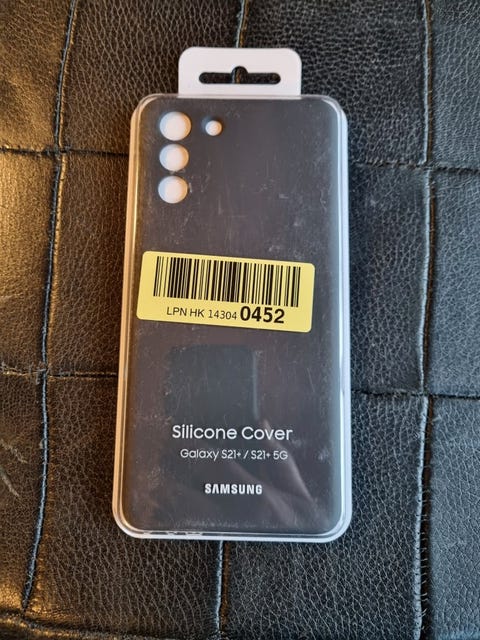 LPN HK 14304 0452
Silicone Cover
Galaxy S21+ / S21+ 5G
SAMSUNG